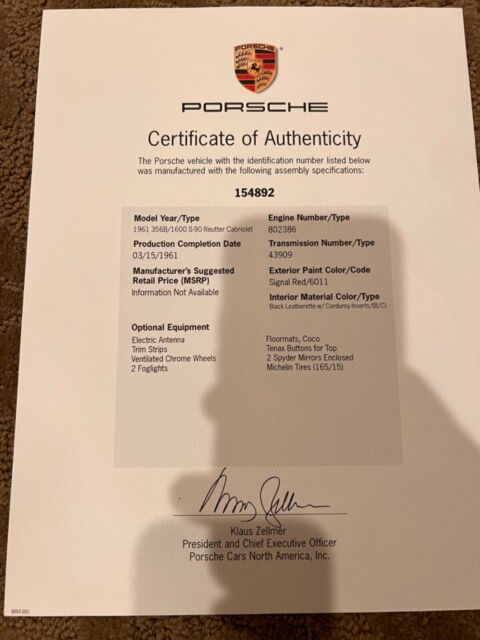 PORSCHE
PORSCHE
Certificate of Authenticity
The Porsche vehicle with the identification number listed below
was manufactured with the following assembly specifications:
154892
Model Year/Type
1961 356B/1600 S-90 Reutter Cabriolet
Production Completion Date
03/15/1961
Manufacturer's Suggested
Retail Price (MSRP)
Information Not Available
Engine Number/Type
802386
Transmission Number/Type
43909
Exterior Paint Color/Code
Signal Red/6011
Interior Material Color/Type
Black Leatherette w/ Corduroy Inserts/
Optional Equipment
Electric Antenna
Trim Strips
Ventilated Chrome Wheels
2 Foglights
Floormats, Coco
Tenax Buttons for Top
2 Spyder Mirrors Enclosed
Michelin Tires (165/15)
Klaus Zellmer
President and Chief Executive Officer
Porsche Cars North America, Inc.